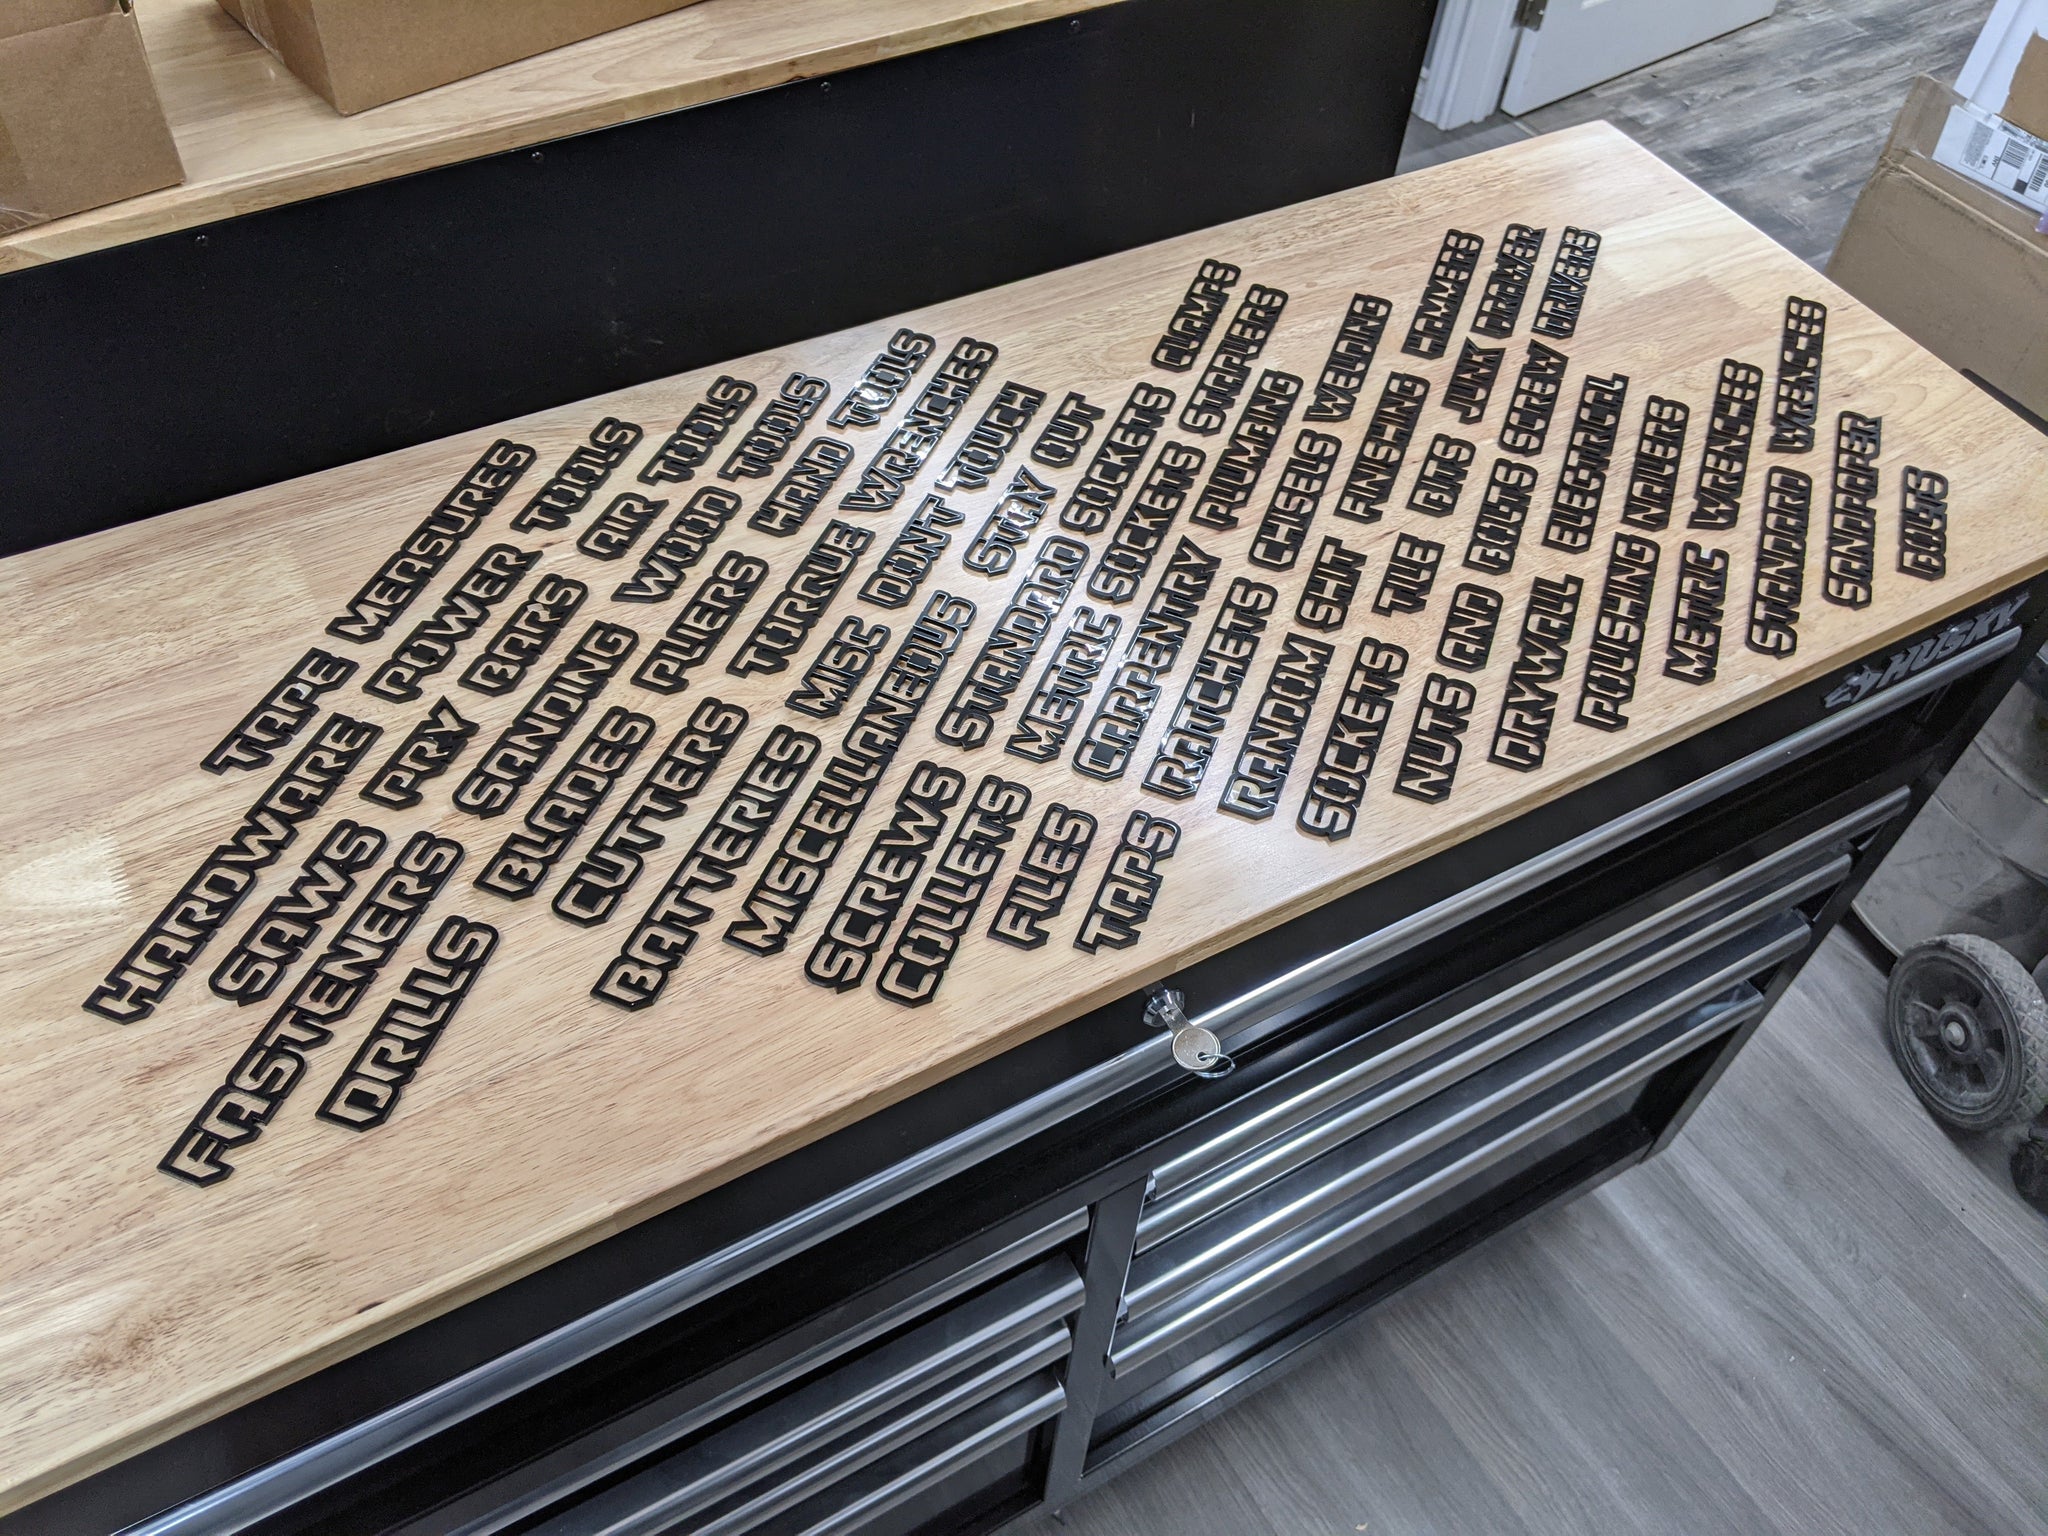 TAPE MEASURES
HARDWARE
POWER TOOLS
PRY BARS
AIR TOOLS
SAWS
FASTENERS
SANDING
WOOD TOOLS
DRILLS
BLADES
PLIERS
HAND TOOLS
CUTTERS
TORQUE WRENCHES
BATTERIES
MISC
DONT TOUCH
MISCELLANEOUS
STAY OUT
SCREWS
STANDARD SOCKETS
CLAMPS
COLLETS
METRIC SOCKETS
STAPLERS
FILES
CARPENTRY
PLUMBING
WELDING
HAMMERS
TAPS
RATCHETS
CHISELS
FINISHING
JUNK DRAWER
RANDOM SHIT
BITS
SCREW DRIVERS
SOCKETS
TILE
ELECTRICAL
NUTS AND BOLTS
NAILERS
DRYWALL
POLISHING
METRIC WRENCHES
STANDARD WRENCHES
SANDPAPER
BOLTS
HUSKY